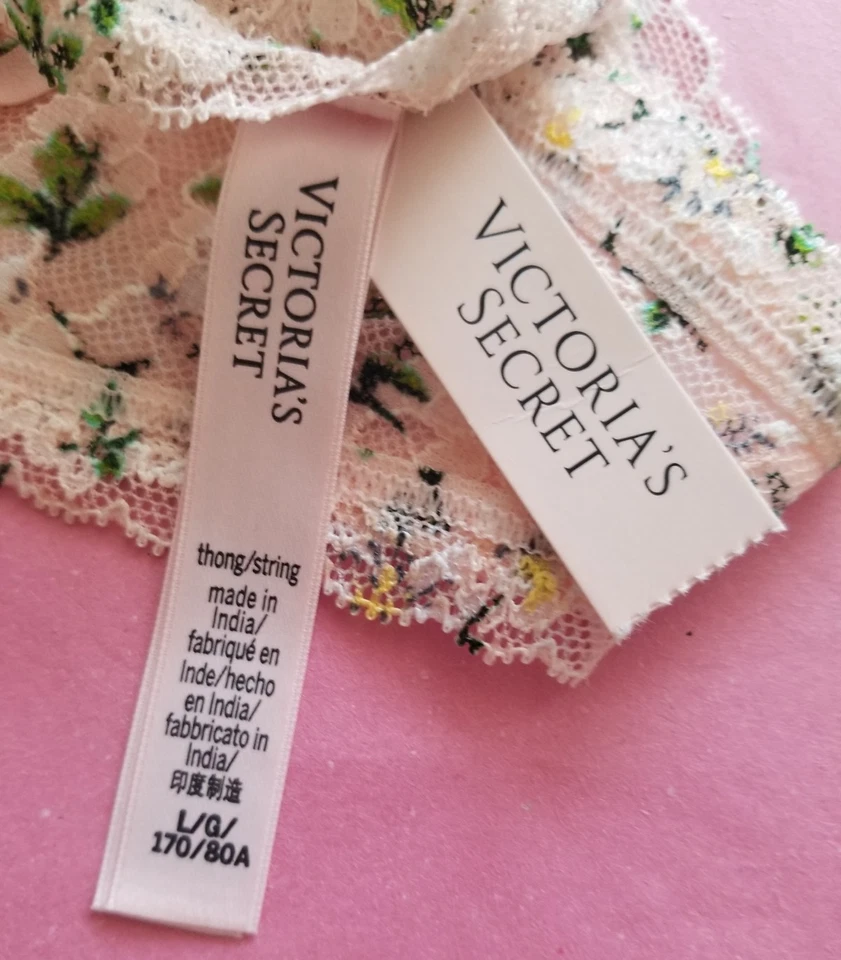 VICTORIA'S
SECRET
thong/string
made in
India/
fabriqué en
Inde/hecho
en India/
fabbricato in
India/
印度制造
L/G/
170/80A
VICTORIA'S
SECRET